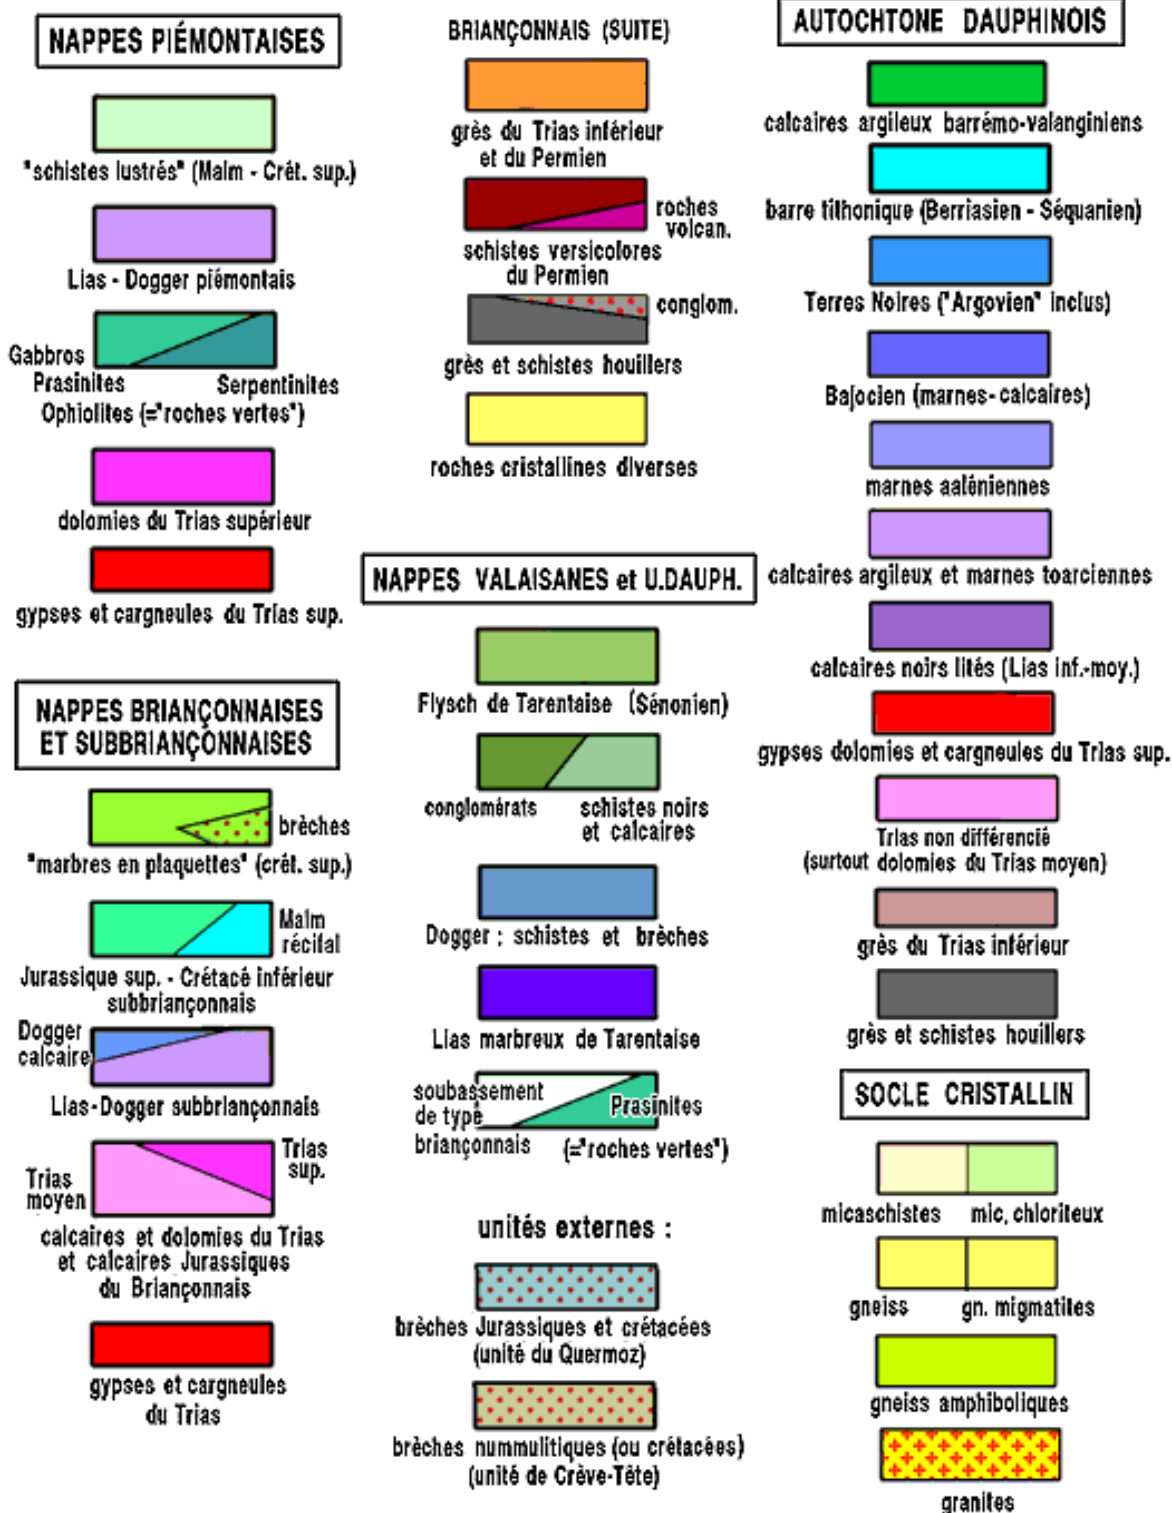 NAPPES PIÉMONTAISES
"schistes lustrés" (Malm - Crét. sup.)
Lias - Dogger piémontais
Gabbros
Prasinites
Serpentinites
Ophiolites (="roches vertes")
dolomies du Trias supérieur
gypses et cargneules du Trias sup.
NAPPES BRIANÇONNAISES
ET SUBBRIANÇONNAISES
brèches
"marbres en plaquettes" (crét. sup.)
Malm
récifal
Jurassique sup. - Crétacé inférieur
subbriançonnais
Dogger
calcaire
Lias-Dogger subbriançonnais
Trias
sup.
Trias
moyen
calcaires et dolomies du Trias
et calcaires Jurassiques
du Briançonnais
gypses et cargneules
du Trias
BRIANÇONNAIS (SUITE)
grès du Trias inférieur
et du Permien
roches
volcan.
schistes versicolores
du Permien
conglom.
grès et schistes houillers
roches cristallines diverses
NAPPES VALAISANES et U.DAUPH.
Flysch de Tarentaise (Sénonien)
conglomérats
schistes noirs
et calcaires
Dogger : schistes et brèches
Lias marbreux de Tarentaise
soubassement
de type
briançonnais
Prasinites
(="roches vertes")
unités externes :
brèches Jurassiques et crétacées
(unité du Quermoz)
brèches nummulitiques (ou crétacées)
(unité de Crève-Tête)
AUTOCHTONE DAUPHINOIS
calcaires argileux barrémo-valanginiens
barre tithonique (Berriasien - Séquanien)
Terres Noires ("Argovien" inclus)
Bajocien (marnes-calcaires)
marnes aaléniennes
calcaires argileux et marnes toarciennes
calcaires noirs lités (Lias inf.-moy.)
gypses dolomies et cargneules du Trias sup.
Trias non différencié
(surtout dolomies du Trias moyen)
grès du Trias inférieur
grès et schistes houillers
SOCLE CRISTALLIN
micaschistes
mic, chloriteux
gneiss
gn. migmatites
gneiss amphiboliques
granites